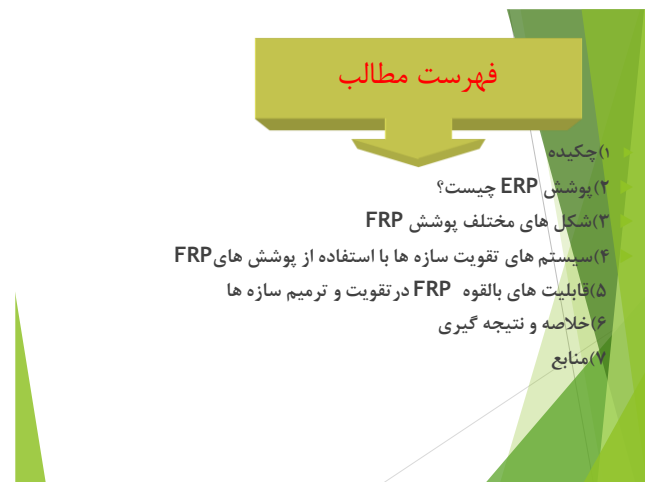 فهرست مطالب
۱)چکیده
۲)پوشش ERP چیست؟
۳)شکل های مختلف پوشش FRP
۴)سیستم های تقویت سازه ها با استفاده از پوشش هایFRP
۵)قابلیت های بالقوه FRP درتقویت و ترمیم سازه ها
۶)خلاصه و نتیجه گیری
۷)منابع